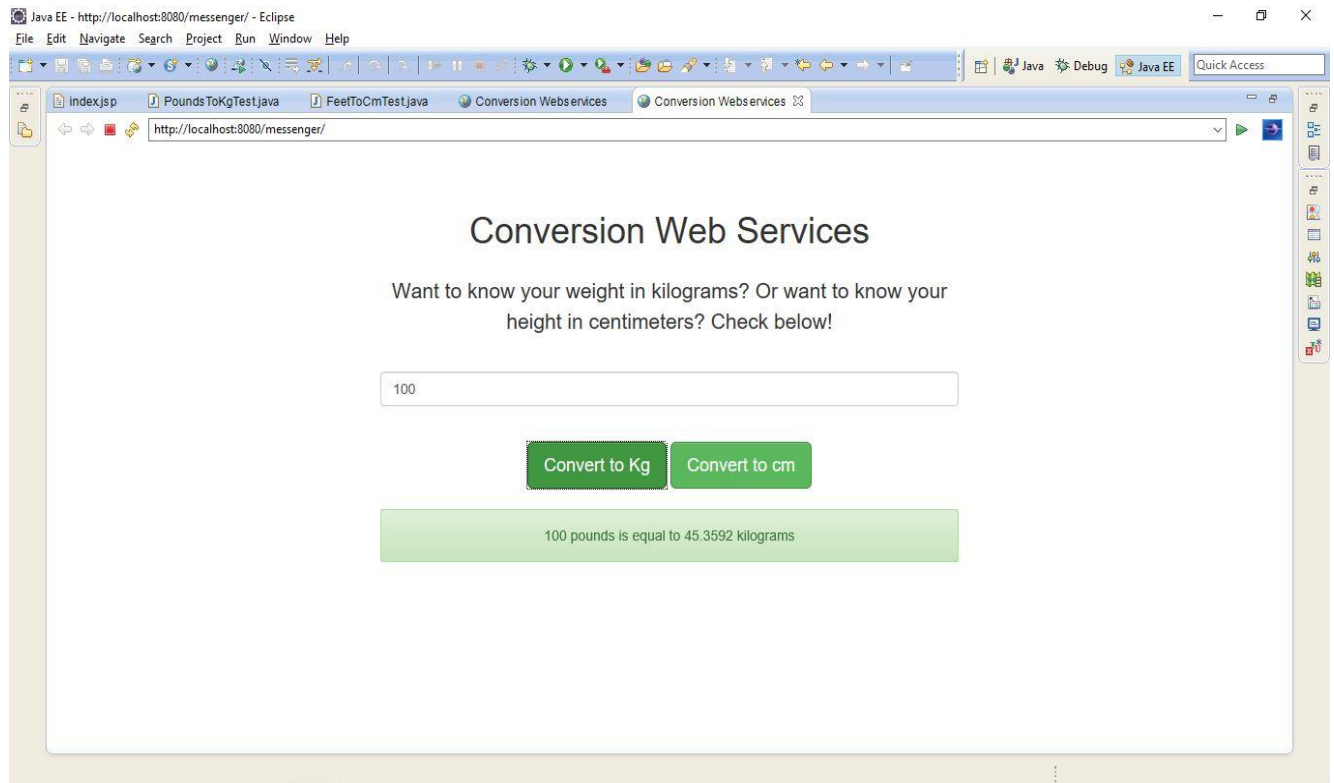 Java EE - http://localhost:8080/messenger/ - Eclipse
File Edit Navigate Search Project Run Window Help
Java Debug Java EE Quick Access
index.jsp PoundsToKgTest.java FeetToCmTest.java Conversion Webservices Conversion Webservices
http://localhost:8080/messenger/
Conversion Web Services
Want to know your weight in kilograms? Or want to know your
height in centimeters? Check below!
100
Convert to Kg Convert to cm
100 pounds is equal to 45.3592 kilograms